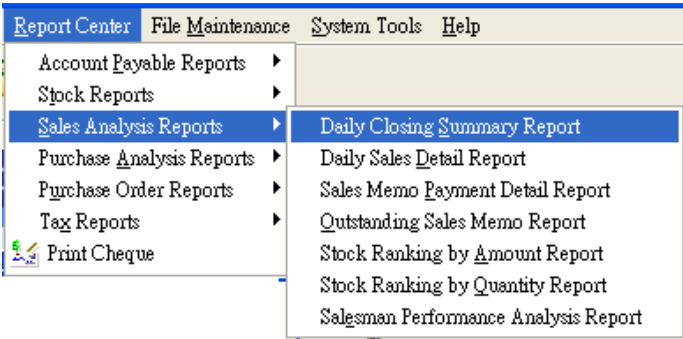 Report Center File Maintenance System Tools Help
Account Payable Reports
Stock Reports
Sales Analysis Reports
Purchase Analysis Reports
Purchase Order Reports
Tax Reports
Print Cheque
Daily Closing Summary Report
Daily Sales Detail Report
Sales Memo Payment Detail Report
Outstanding Sales Memo Report
Stock Ranking by Amount Report
Stock Ranking by Quantity Report
Salesman Performance Analysis Report